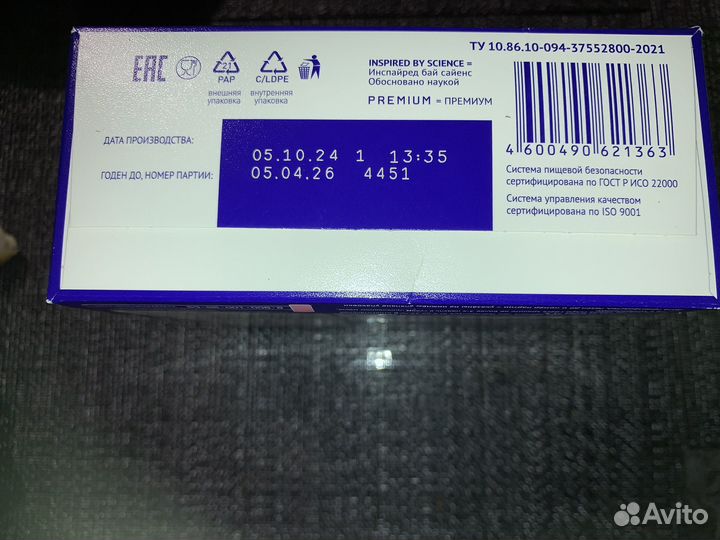 ТУ 10.86.10-094-37552800-2021
EAC
21
PAP
C/LDPE
внешняя
упаковка
внутренняя
упаковка
INSPIRED BY SCIENCE =
Инспайред бай сайенс
Обосновано наукой
PREMIUM = ПРЕМИУМ
ДАТА ПРОИЗВОДСТВА:
05.10.24 1 13:35
ГОДЕН ДО, НОМЕР ПАРТИИ:
05.04.26 4451
4 600490 621363
Система пищевой безопасности
сертифицирована по ГОСТ Р ИСО 22000
Система управления качеством
сертифицирована по ISO 9001
Avito